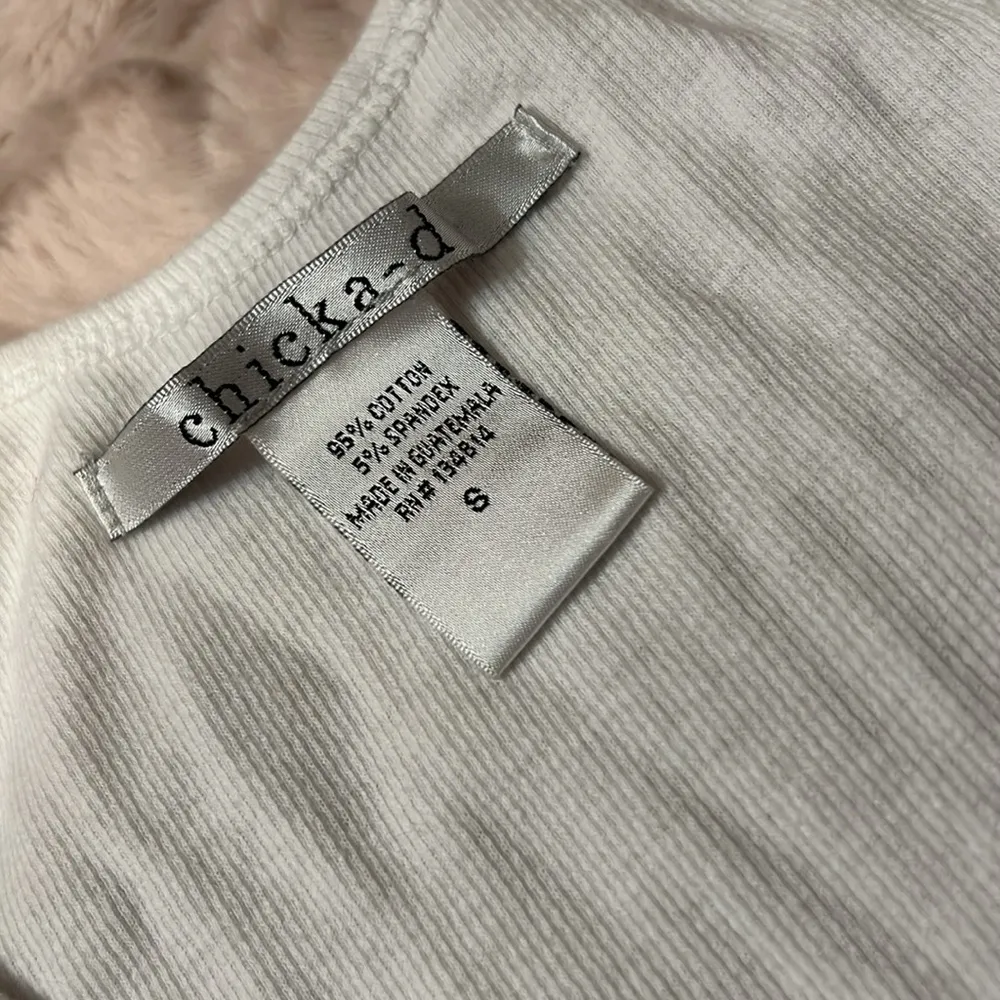 chicka-d
95% COTTON
5% SPANDEX
MADE IN GUATEMALA
RN# 134814
S